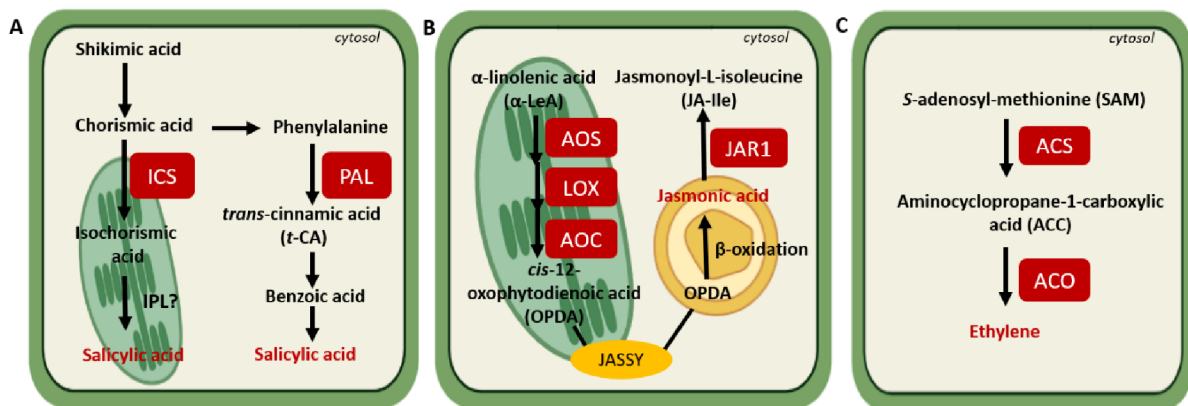 A
cytosol
Shikimic acid
Chorismic acid
Phenylalanine
ICS
PAL
trans-cinnamic acid
(t-CA)
Isochorismic
acid
IPL?
Benzoic acid
Salicylic acid
Salicylic acid
B
cytosol
α-linolenic acid
(α-LeA)
AOS
LOX
AOC
cis-12-
oxophytodienoic acid
(OPDA)
JASSY
Jasmonoyl-L-isoleucine
(JA-Ile)
JAR1
Jasmonic acid
β-oxidation
OPDA
C
cytosol
S-adenosyl-methionine (SAM)
ACS
Aminocyclopropane-1-carboxylic
acid (ACC)
ACO
Ethylene